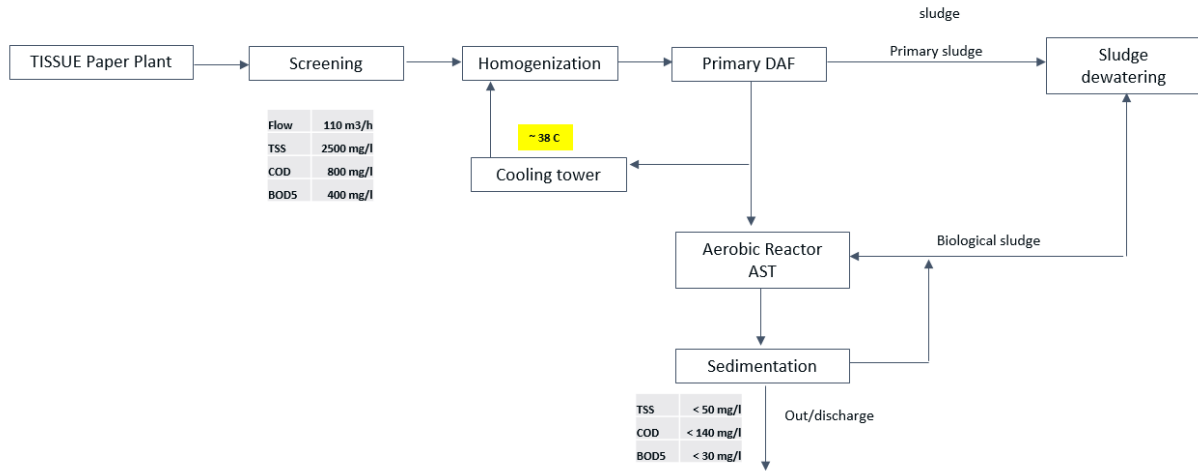 sludge
TISSUE Paper Plant
Screening
Homogenization
Primary DAF
Primary sludge
Sludge
dewatering
Flow 110 m3/h
TSS 2500 mg/l
COD 800 mg/l
BOD5 400 mg/l
~ 38 C
Cooling tower
Aerobic Reactor
AST
Biological sludge
Sedimentation
TSS < 50 mg/l
COD < 140 mg/l
BOD5 < 30 mg/l
Out/discharge